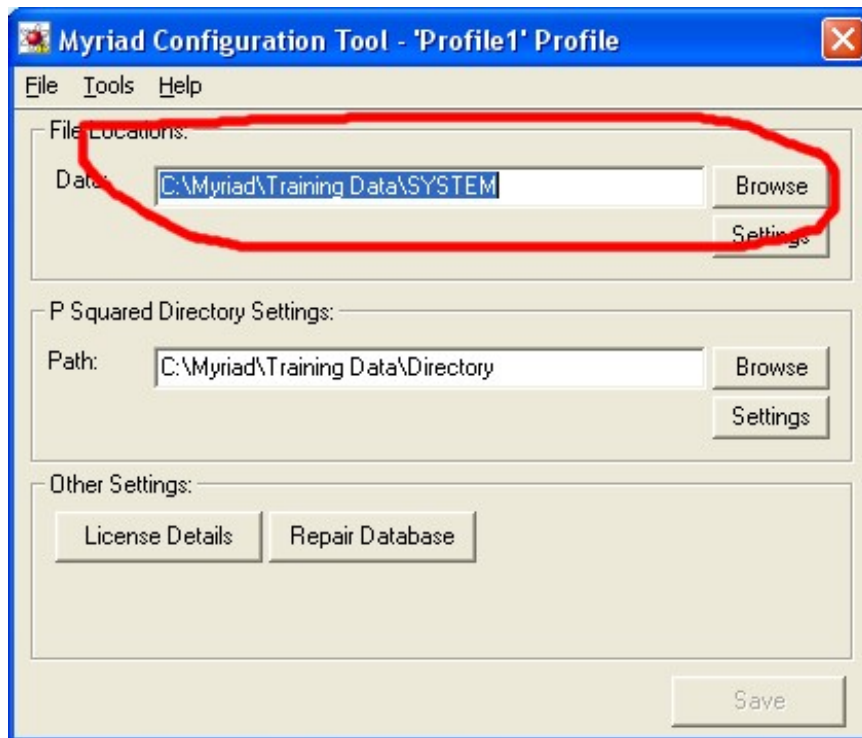 Myriad Configuration Tool - 'Profile1' Profile
File Tools Help
File Locations:
Data: C:\Myriad\Training Data\SYSTEM Browse
Settings
P Squared Directory Settings:
Path: C:\Myriad\Training Data\Directory Browse
Settings
Other Settings:
License Details Repair Database
Save